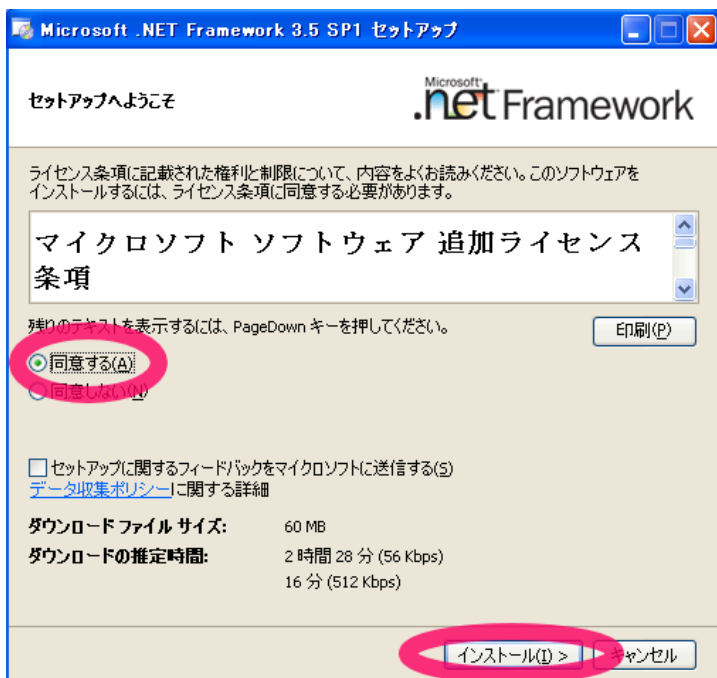 Microsoft .NET Framework 3.5 SP1 セットアップ
セットアップへようこそ
Microsoft
.net Framework
ライセンス条項に記載された権利と制限について、内容をよくお読みください。このソフトウェアを
インストールするには、ライセンス条項に同意する必要があります。
マイクロソフト ソフトウェア 追加ライセンス
条項
残りのテキストを表示するには、PageDown キーを押してください。
印刷(P)
同意する(A)
同意しない(N)
セットアップに関するフィードバックをマイクロソフトに送信する(S)
データ収集ポリシーに関する詳細
ダウンロード ファイル サイズ: 60 MB
ダウンロードの推定時間: 2 時間 28 分 (56 Kbps)
16 分 (512 Kbps)
インストール(I) > キャンセル